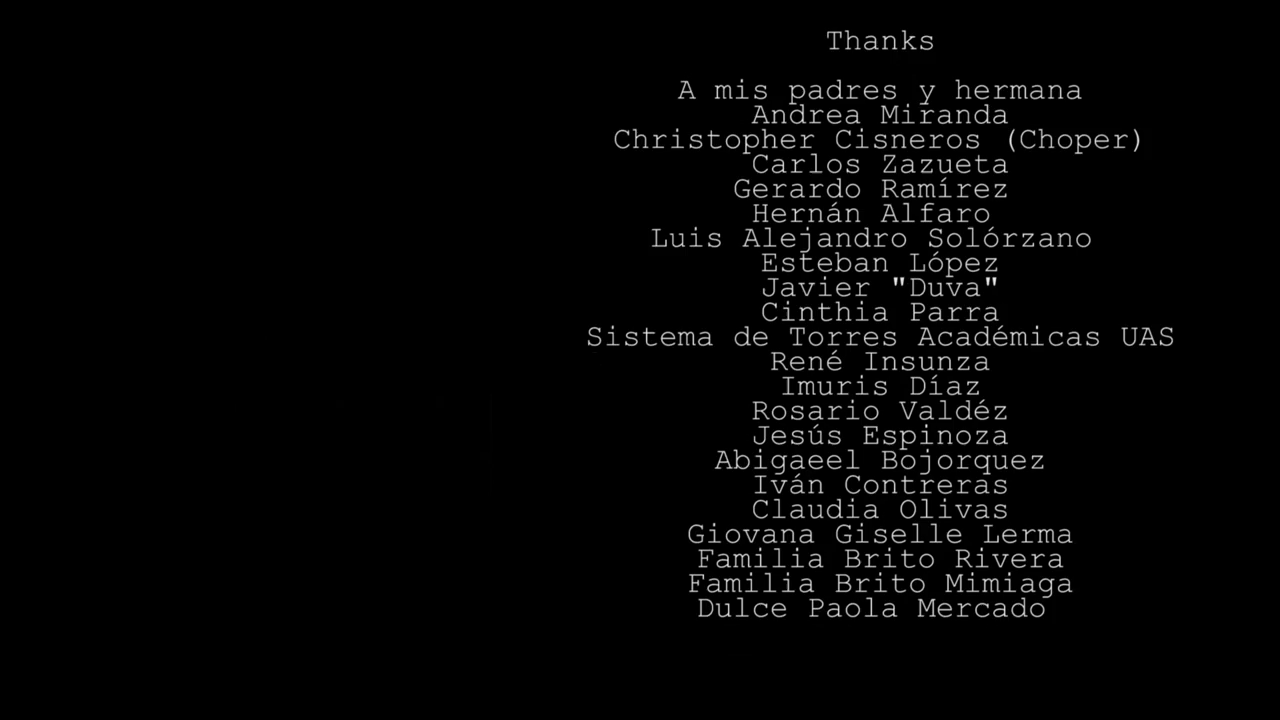 Thanks
A mis padres y hermana
Andrea Miranda
Christopher Cisneros (Choper)
Carlos Zazueta
Gerardo Ramírez
Hernán Alfaro
Luis Alejandro Solórzano
Esteban López
Javier "Duva"
Cinthia Parra
Sistema de Torres Académicas UAS
René Insunza
Imuris Díaz
Rosario Valdéz
Jesús Espinoza
Abigaeel Bojorquez
Iván Contreras
Claudia Olivas
Giovana Giselle Lerma
Familia Brito Rivera
Familia Brito Mimiaga
Dulce Paola Mercado